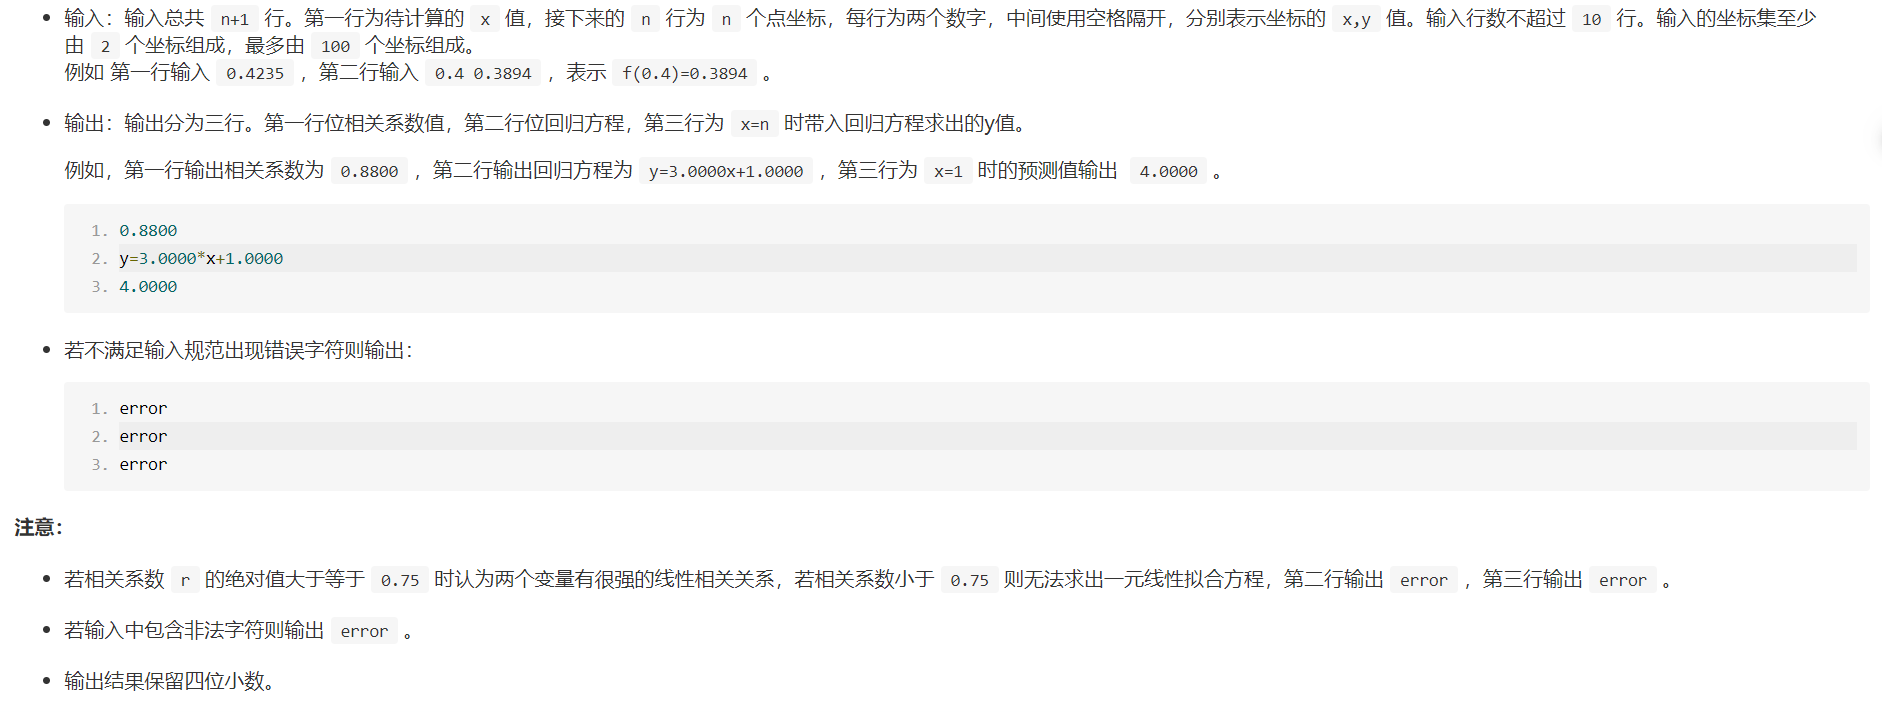 输入：输入总共 n+1 行。第一行为待计算的 x 值，接下来的 n 行为 n 个点坐标，每行为两个数字，中间使用空格隔开，分别表示坐标的 x,y 值。输入行数不超过 10 行。输入的坐标集至少
由 2 个坐标组成，最多由 100 个坐标组成。
例如 第一行输入 0.4235 ，第二行输入 0.4 0.3894 ，表示 f(0.4)=0.3894 。
输出：输出分为三行。第一行位相关系数值，第二行位回归方程，第三行为 x=n 时带入回归方程求出的y值。
例如，第一行输出相关系数为 0.8800 ，第二行输出回归方程为 y=3.0000x+1.0000 ，第三行为 x=1 时的预测值输出 4.0000 。
1. 0.8800
2. y=3.0000*x+1.0000
3. 4.0000
若不满足输入规范出现错误字符则输出：
1. error
2. error
3. error
注意：
若相关系数 r 的绝对值大于等于 0.75 时认为两个变量有很强的线性相关关系，若相关系数小于 0.75 则无法求出一元线性拟合方程，第二行输出 error ，第三行输出 error 。
若输入中包含非法字符则输出 error 。
输出结果保留四位小数。